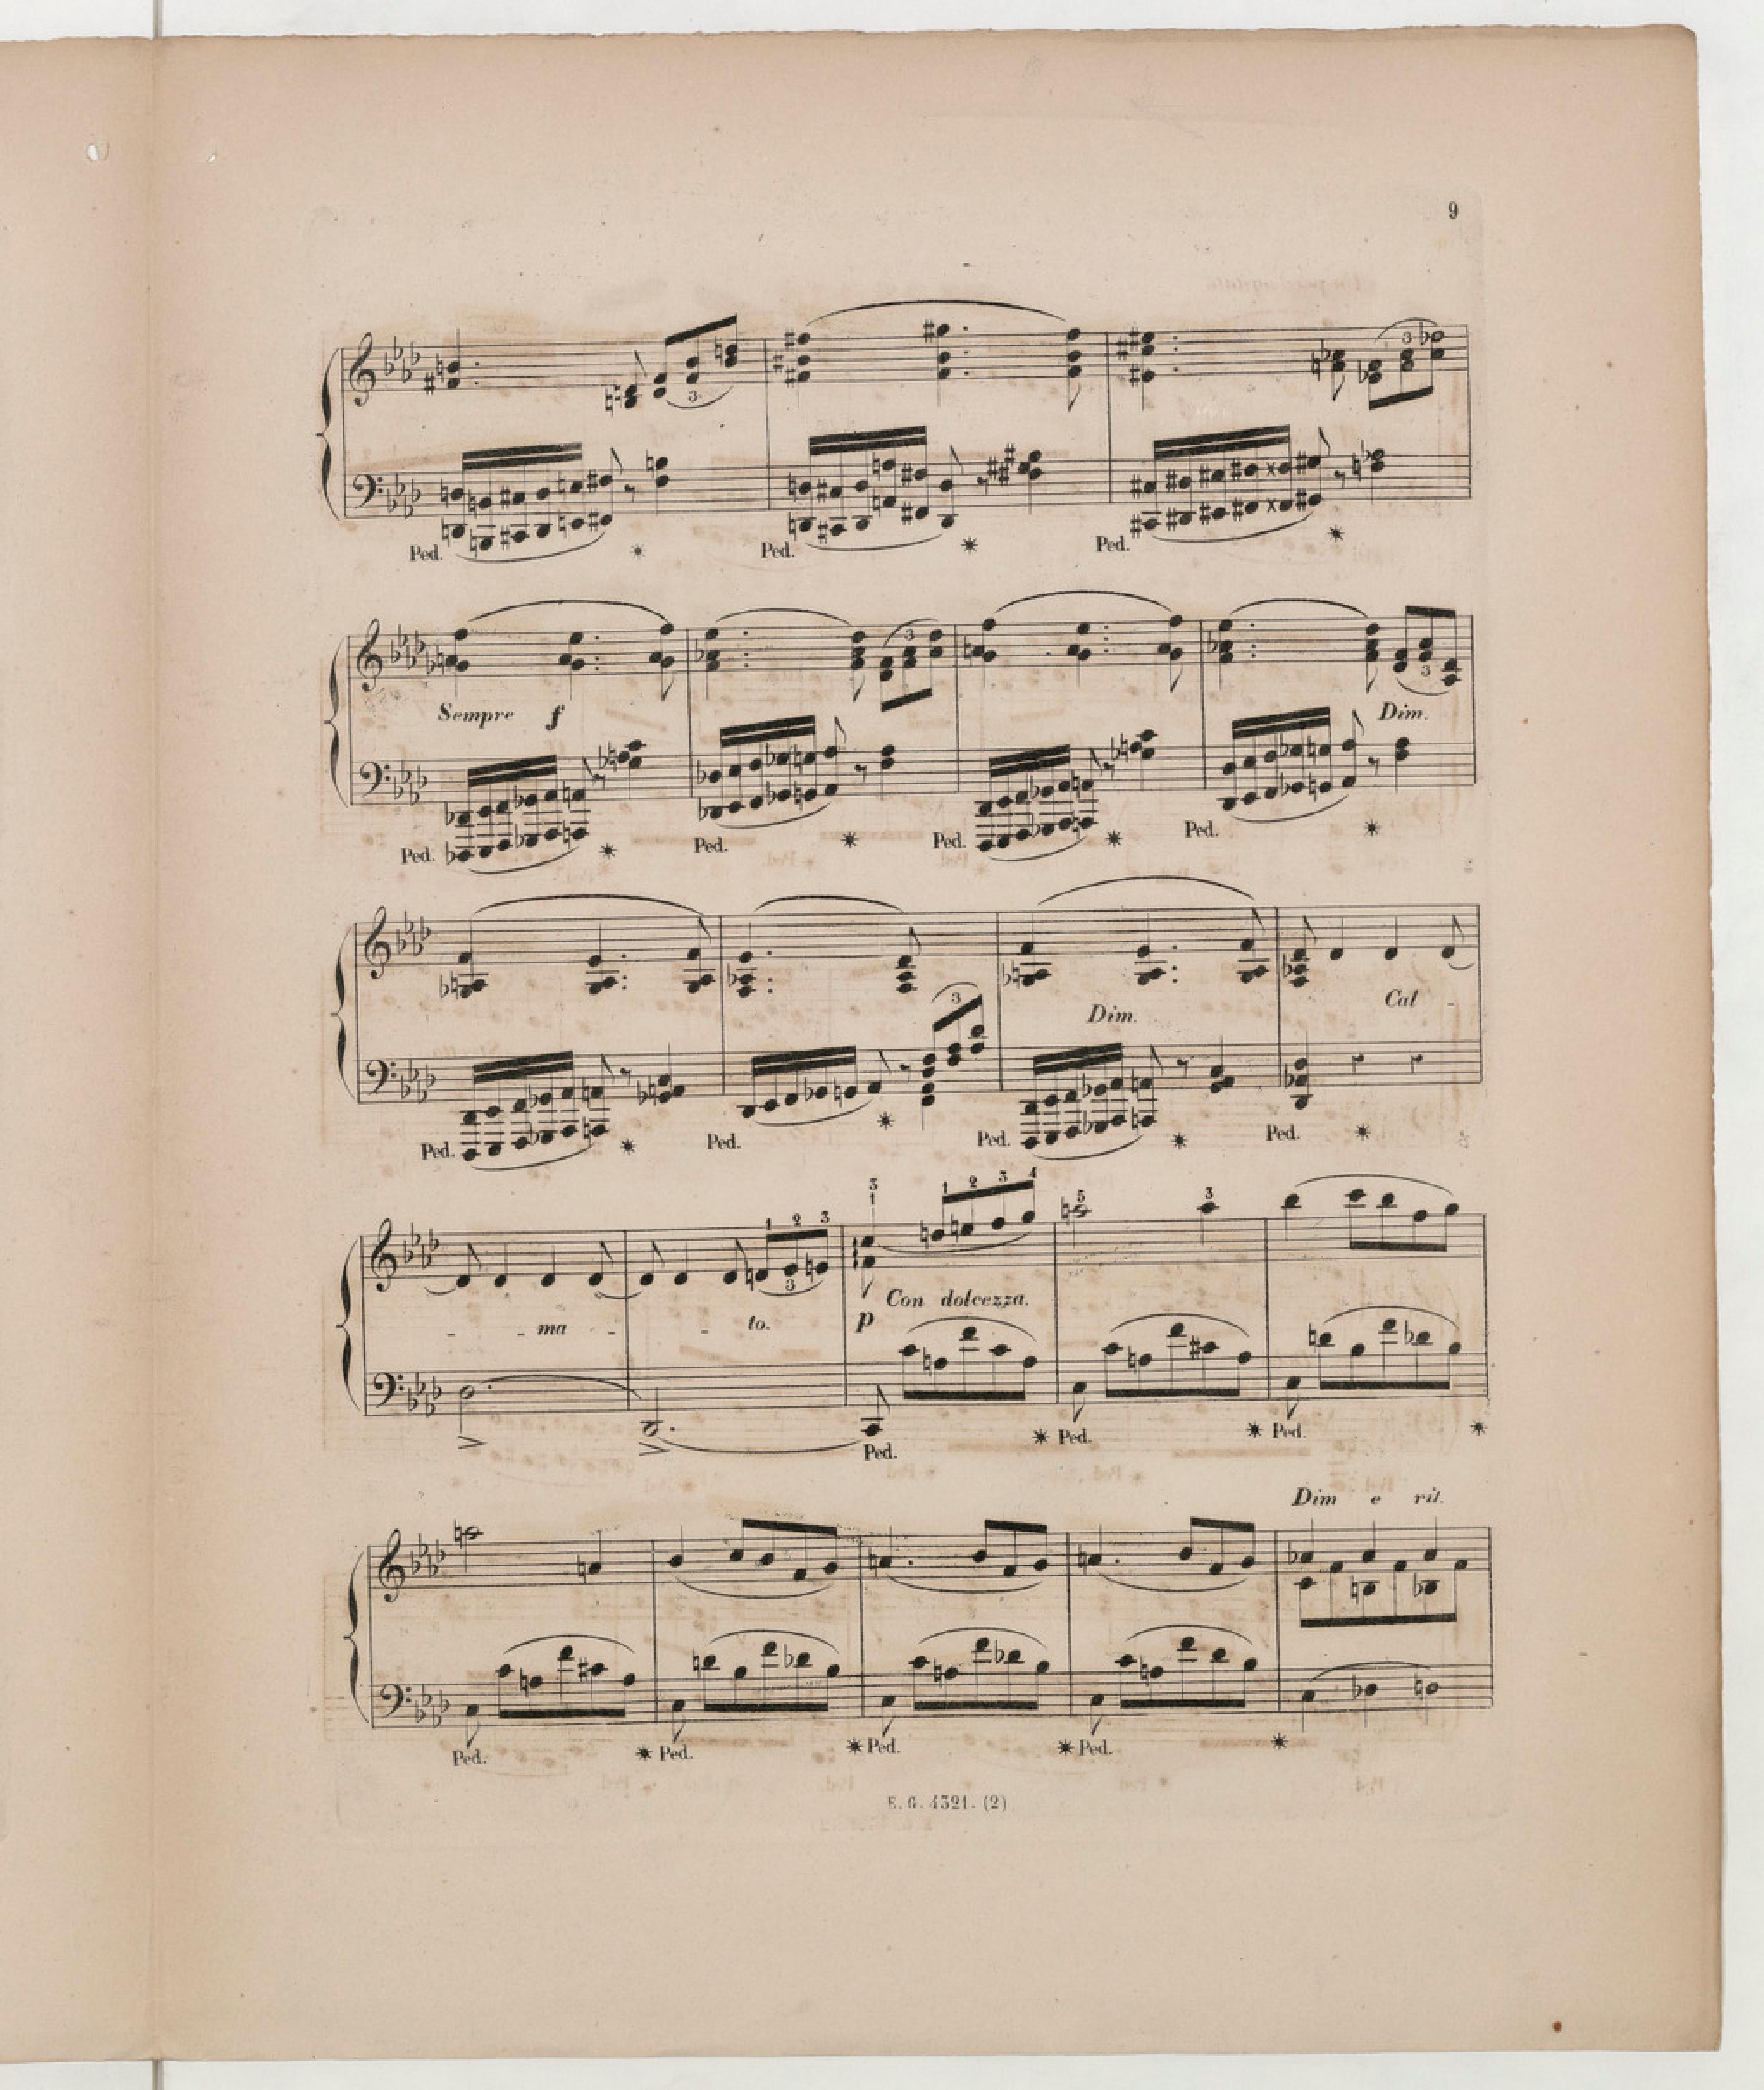 9
3
3
Ped. Ped. Ped.
3 3
Sempre f Dim.
Ped. Ped. Ped. Ped.
3
Dim. Cal -
Ped. Ped. Ped. Ped.
1 2 3 3 1 1 2 3 4 5 3
3
Con dolcezza.
- - ma - - to. p
Ped. Ped. Ped.
Dim e rit.
Ped. Ped. Ped. Ped.
E. G. 4321. (2)